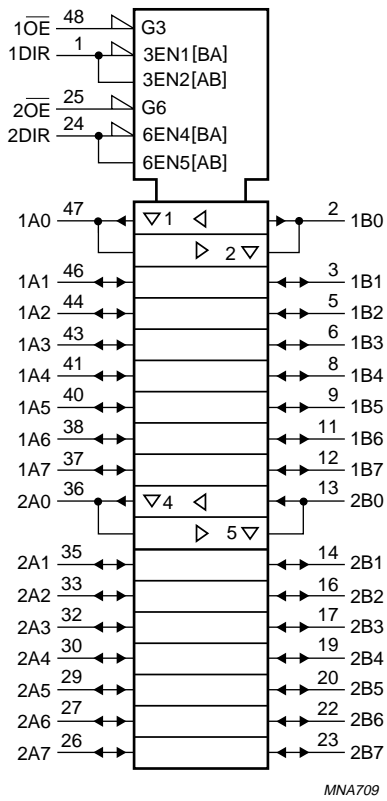 1OE 48 G3
1DIR 1 3EN1[BA]
3EN2[AB]
2OE 25 G6
2DIR 24 6EN4[BA]
6EN5[AB]
1A0 47 ▽1 ◁ 2 1B0
▷ 2▽
1A1 46 3 1B1
1A2 44 5 1B2
1A3 43 6 1B3
1A4 41 8 1B4
1A5 40 9 1B5
1A6 38 11 1B6
1A7 37 12 1B7
2A0 36 ▽4 ◁ 13 2B0
▷ 5▽
2A1 35 14 2B1
2A2 33 16 2B2
2A3 32 17 2B3
2A4 30 19 2B4
2A5 29 20 2B5
2A6 27 22 2B6
2A7 26 23 2B7
MNA709